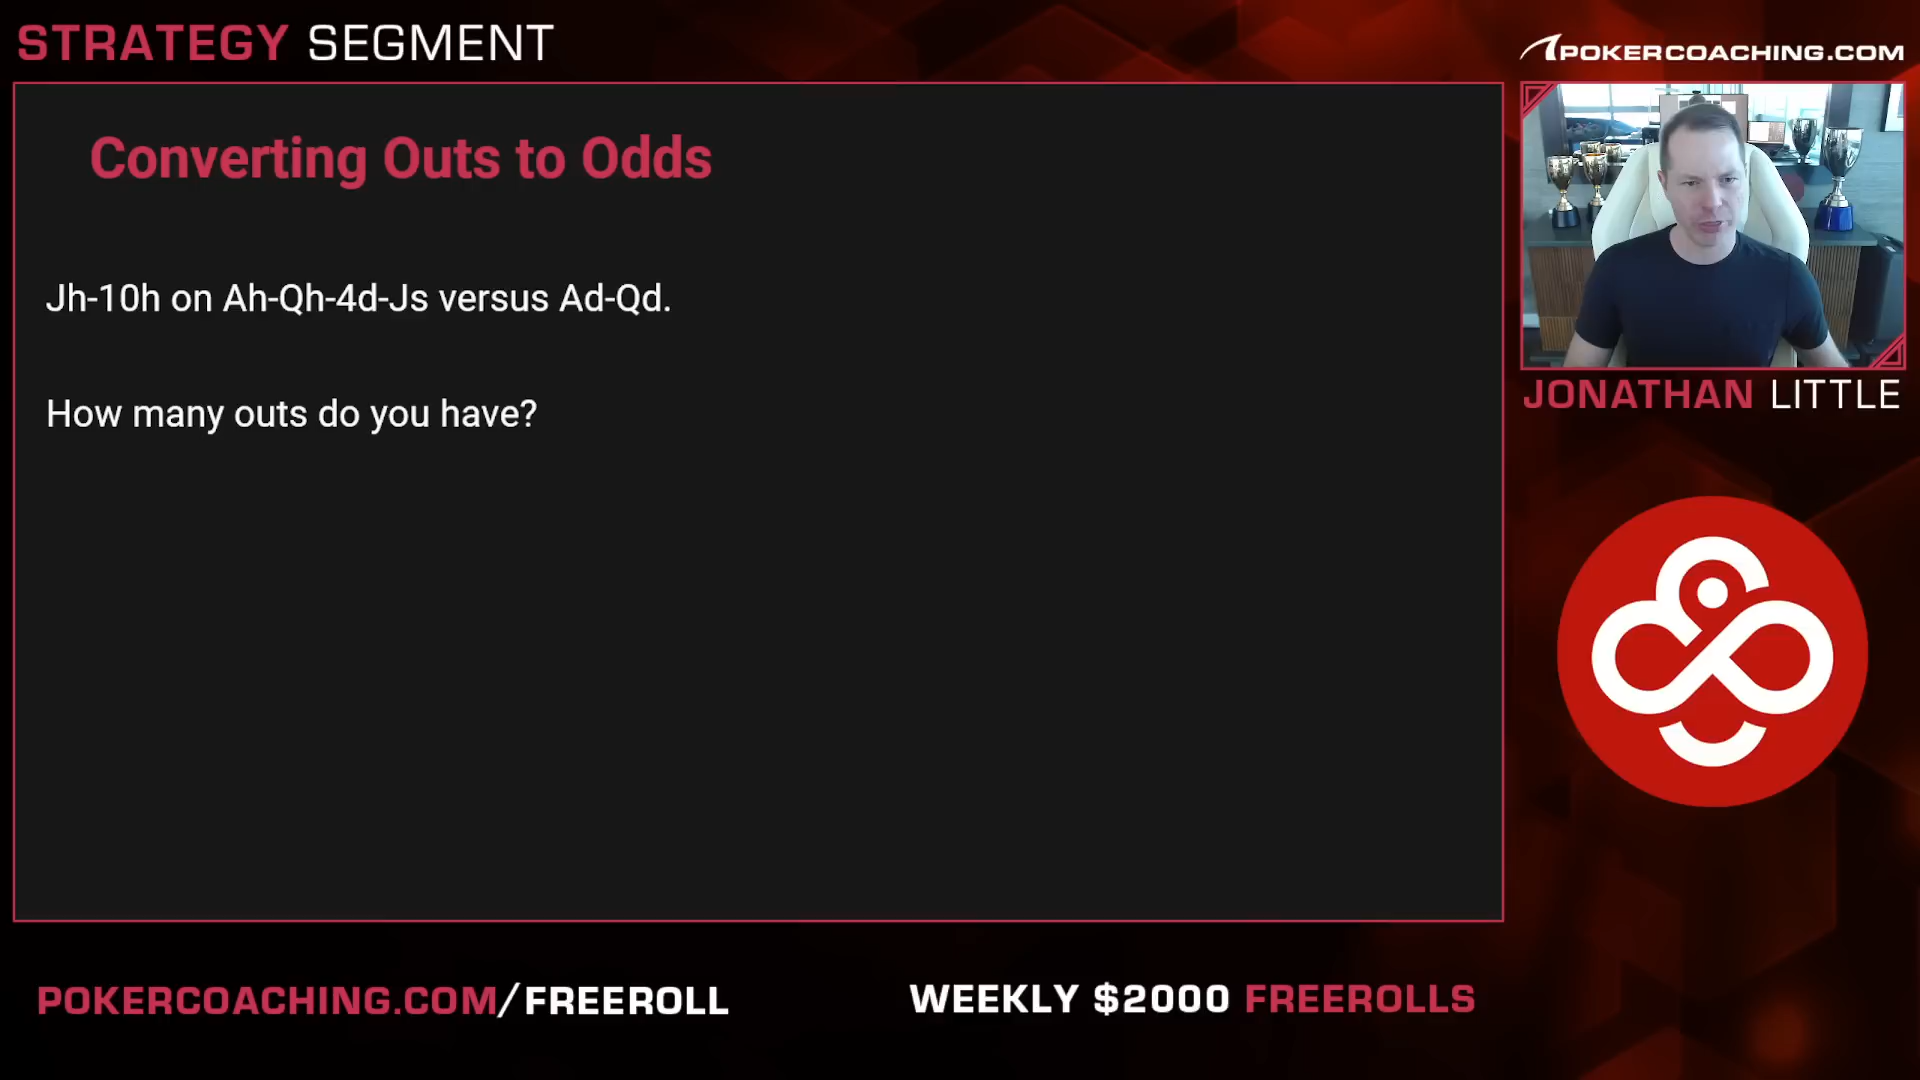 STRATEGY SEGMENT
POKERCOACHING.COM
Converting Outs to Odds
Jh-10h on Ah-Qh-4d-Js versus Ad-Qd.
How many outs do you have?
JONATHAN LITTLE
POKERCOACHING.COM/FREEROLL
WEEKLY $2000 FREEROLLS